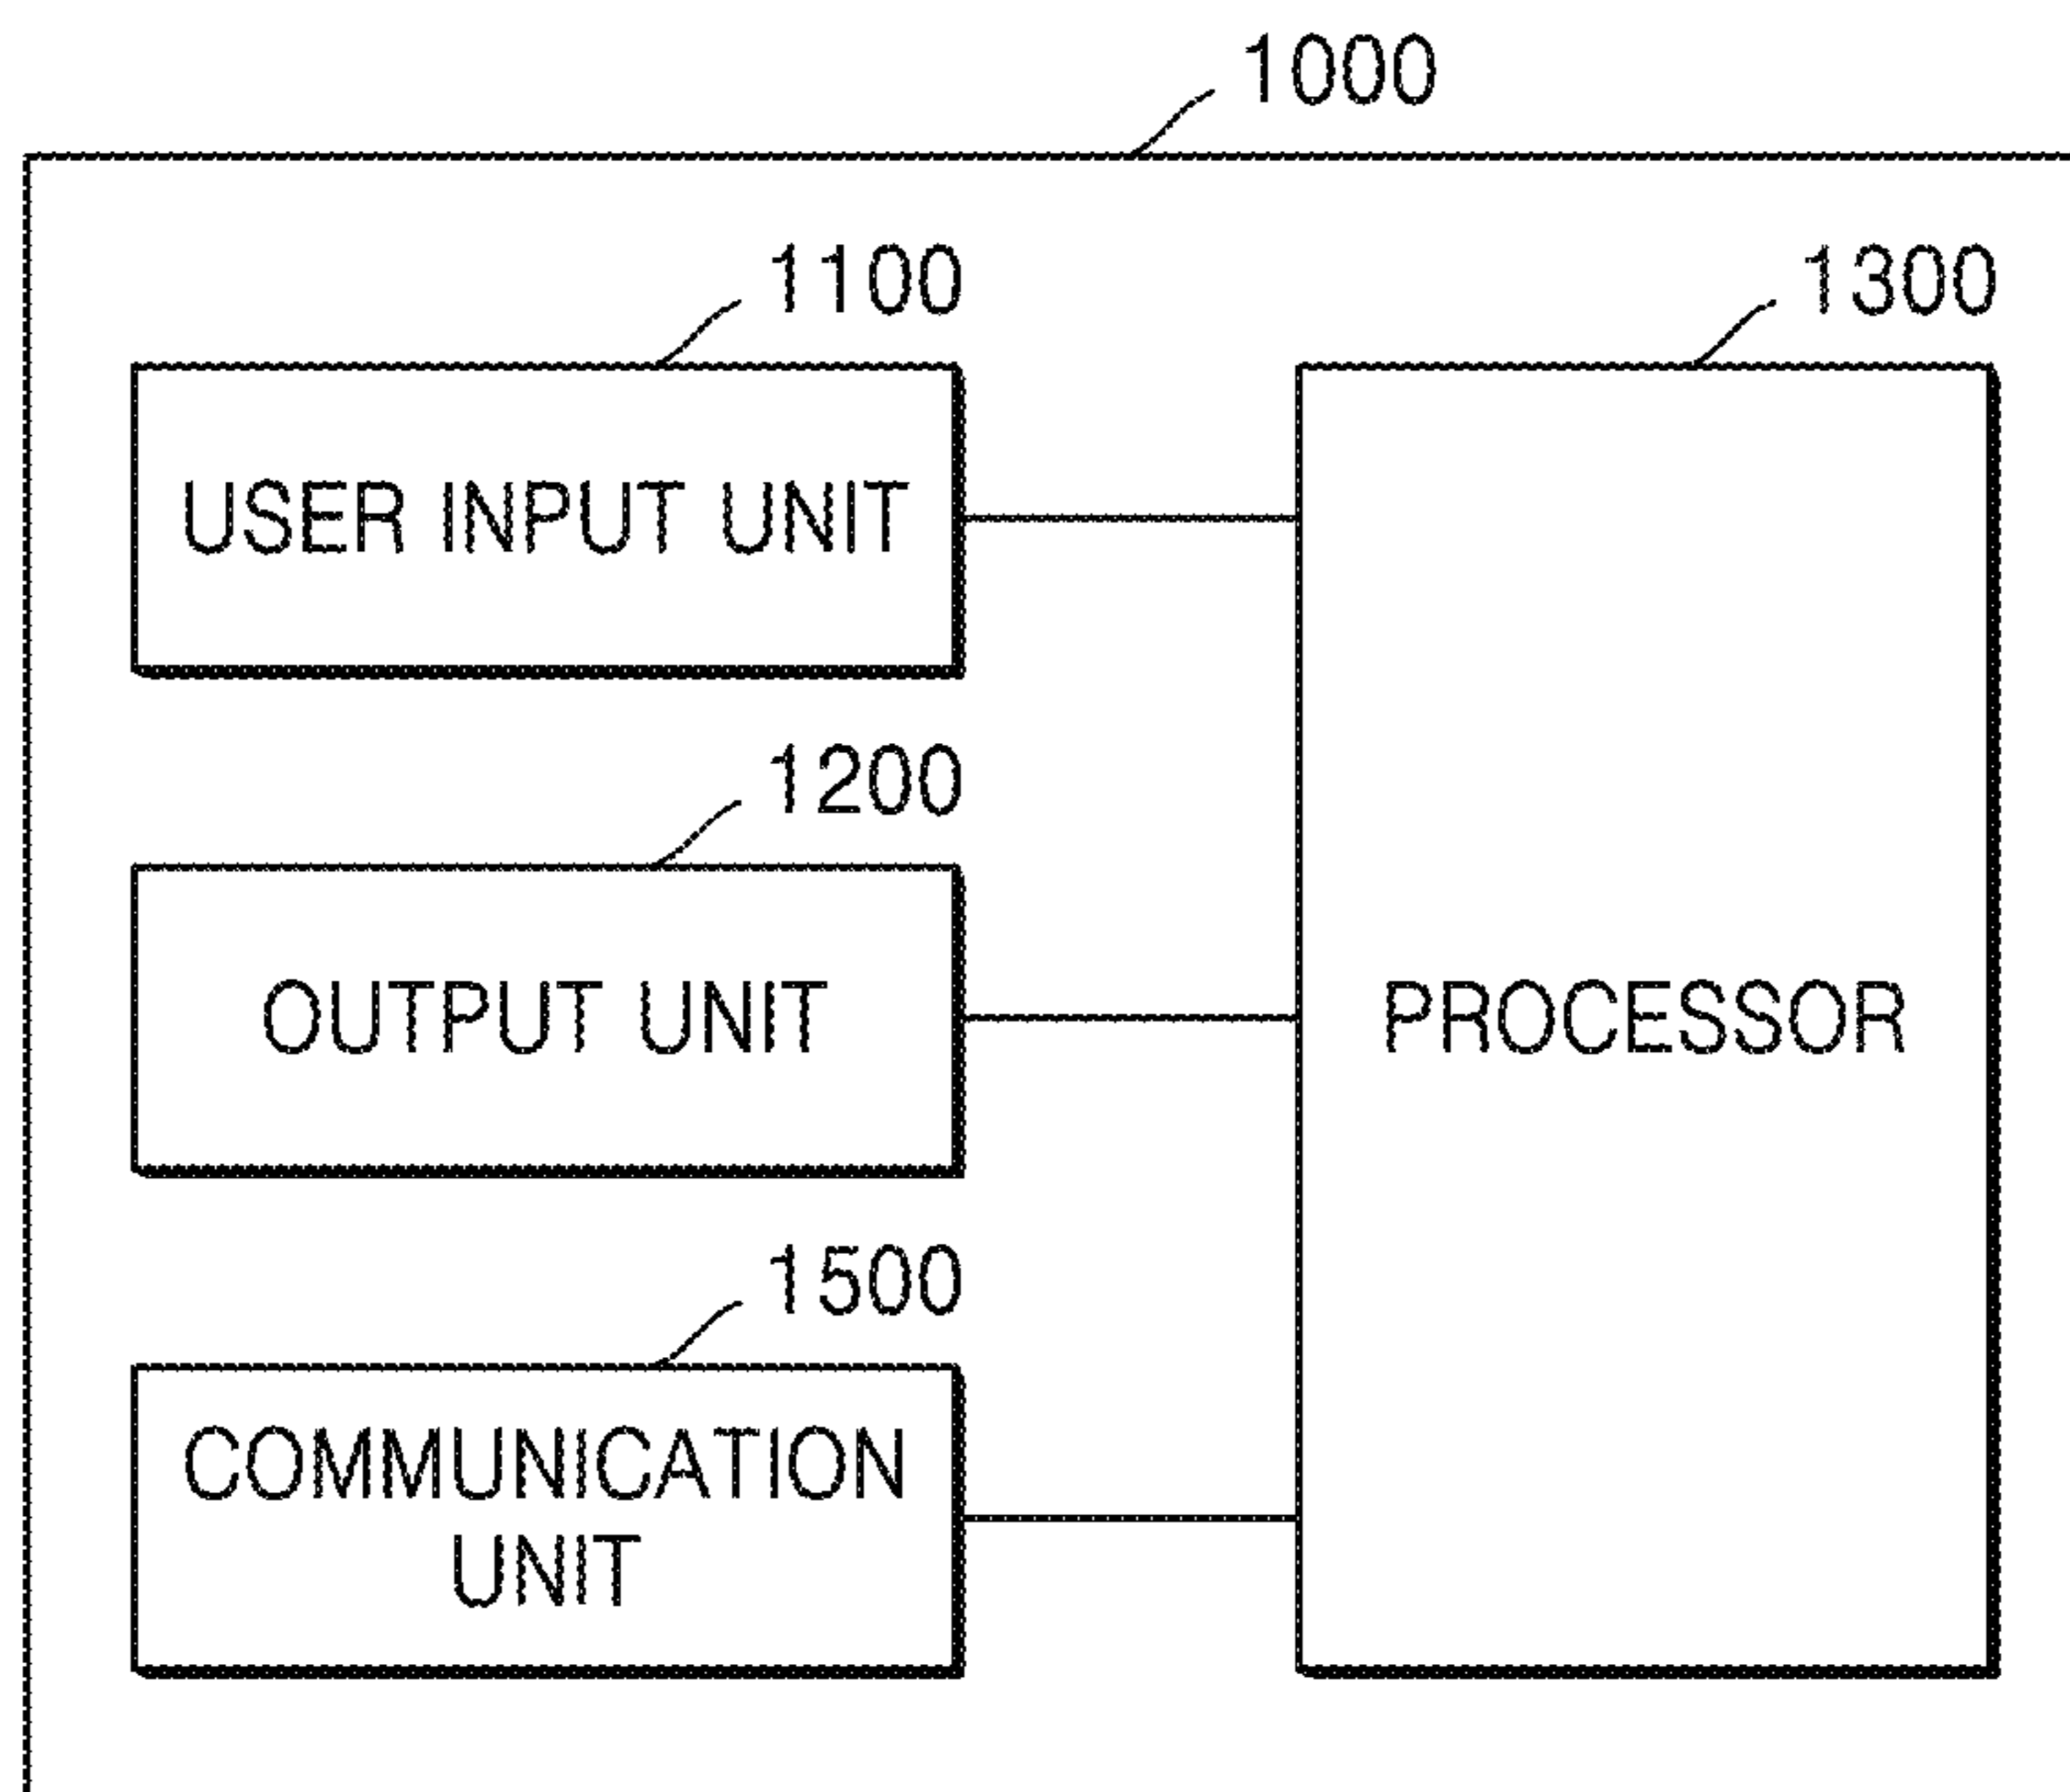 1000
1100
1300
USER INPUT UNIT
1200
OUTPUT UNIT
PROCESSOR
1500
COMMUNICATION
UNIT